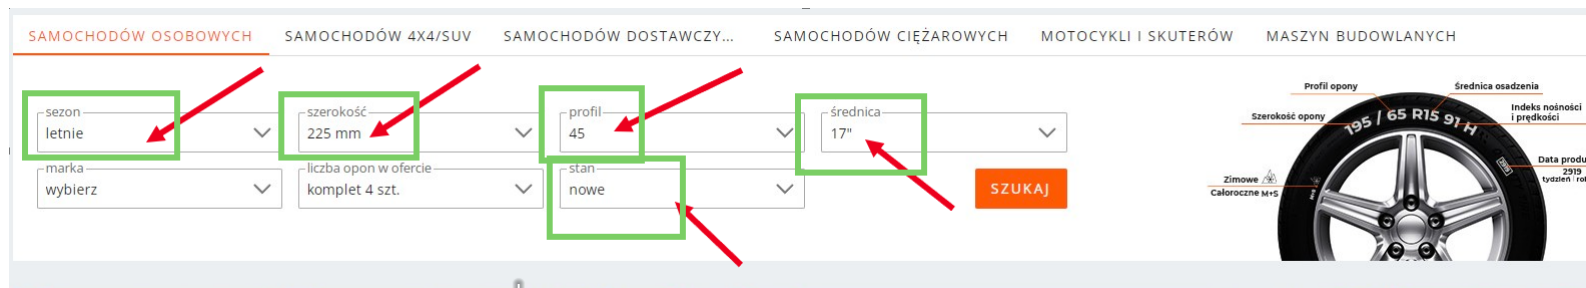 SAMOCHODÓW OSOBOWYCH
SAMOCHODÓW 4X4/SUV
SAMOCHODÓW DOSTAWCZY...
SAMOCHODÓW CIĘŻAROWYCH
MOTOCYKLI I SKUTERÓW
MASZYN BUDOWLANYCH
sezon
letnie
szerokość
225 mm
profil
45
średnica
17"
marka
wybierz
liczba opon w ofercie
komplet 4 szt.
stan
nowe
SZUKAJ
Profil opony
Średnica osadzenia
Szerokość opony
Indeks nośności
i prędkości
195 / 65 R15 91 H
Data produ
2919
tydzień
Zimowe
Całoroczne M+S
M+S
2919